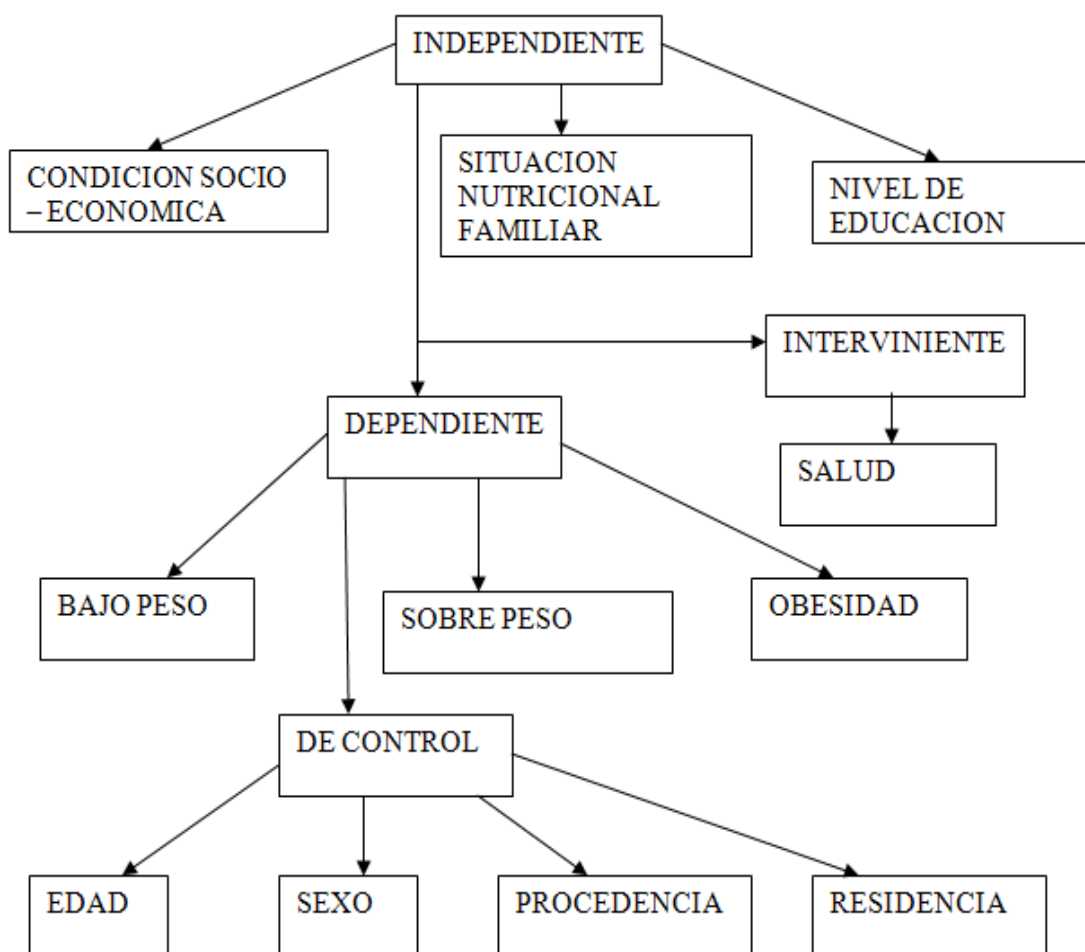 INDEPENDIENTE
CONDICION SOCIO
– ECONOMICA
SITUACION
NUTRICIONAL
FAMILIAR
NIVEL DE
EDUCACION
INTERVINIENTE
DEPENDIENTE
SALUD
BAJO PESO
SOBRE PESO
OBESIDAD
DE CONTROL
EDAD
SEXO
PROCEDENCIA
RESIDENCIA